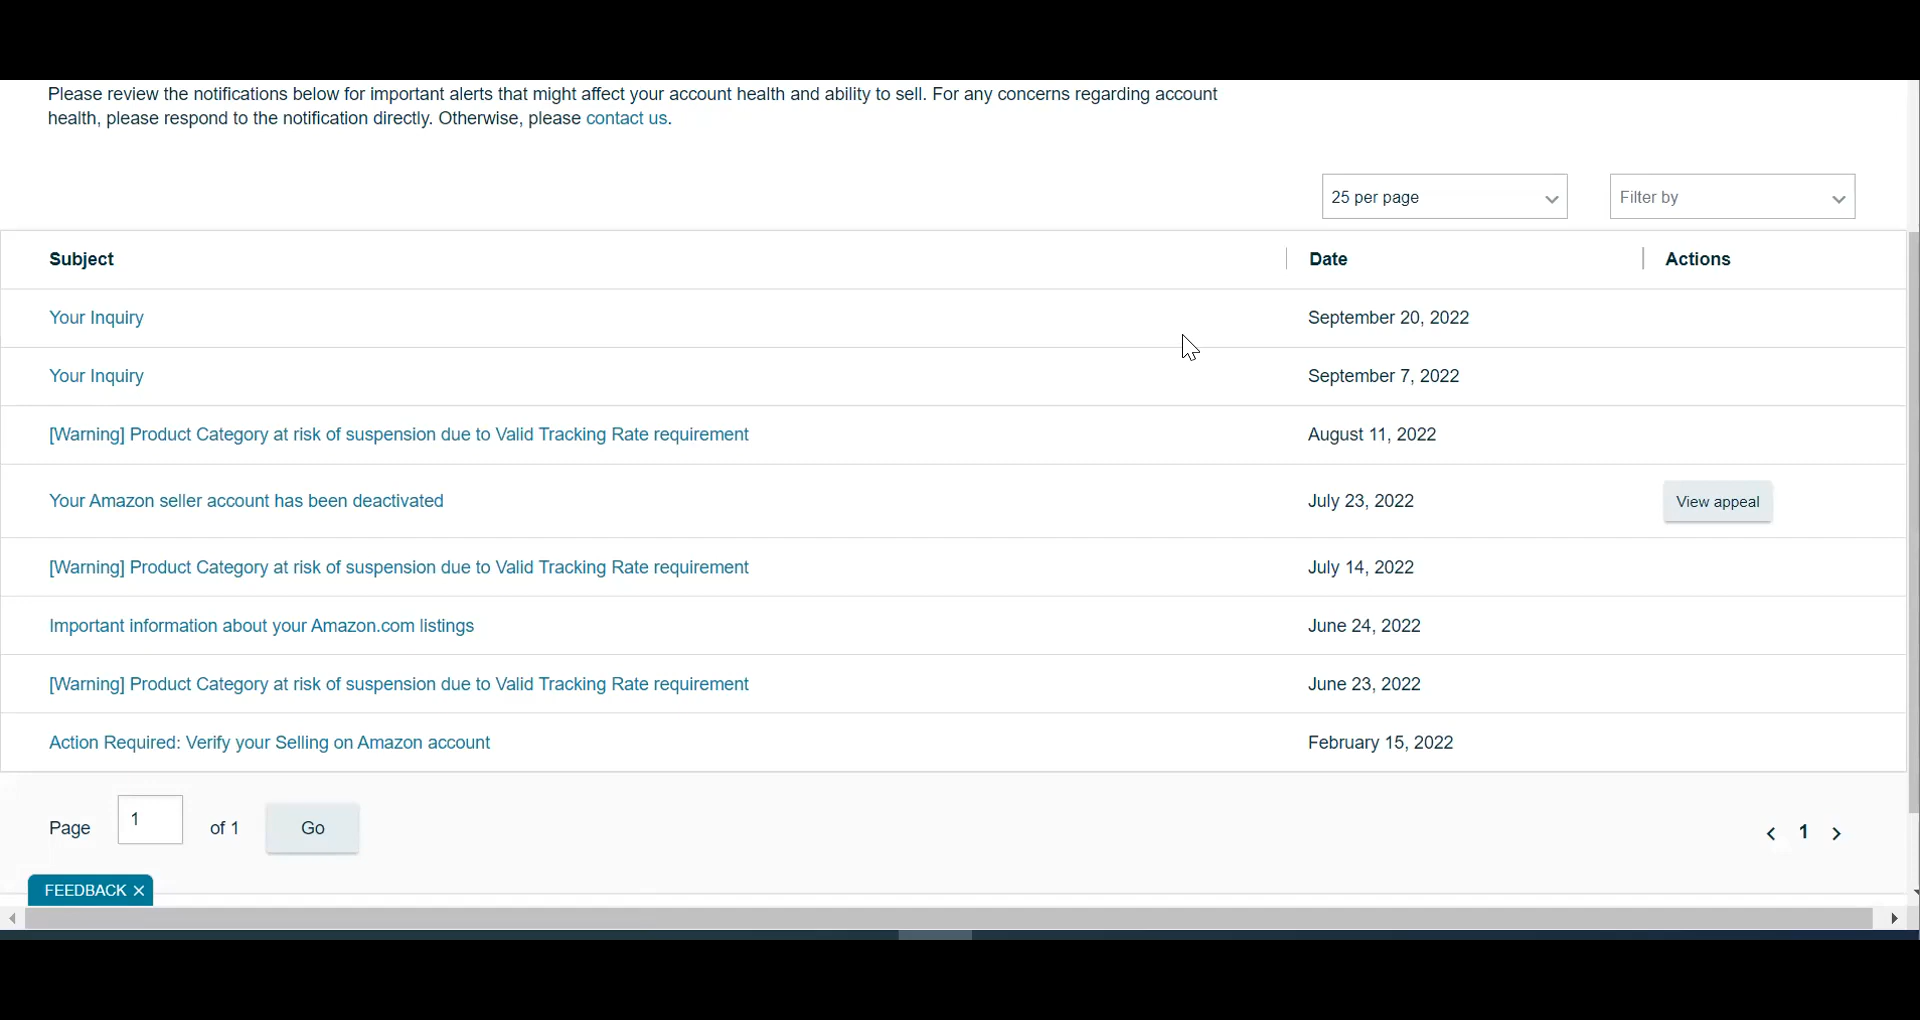 Please review the notifications below for important alerts that might affect your account health and ability to sell. For any concerns regarding account
health, please respond to the notification directly. Otherwise, please contact us.
25 per page Filter by
Subject Date Actions
Your Inquiry September 20, 2022
Your Inquiry September 7, 2022
[Warning] Product Category at risk of suspension due to Valid Tracking Rate requirement August 11, 2022
Your Amazon seller account has been deactivated July 23, 2022 View appeal
[Warning] Product Category at risk of suspension due to Valid Tracking Rate requirement July 14, 2022
Important information about your Amazon.com listings June 24, 2022
[Warning] Product Category at risk of suspension due to Valid Tracking Rate requirement June 23, 2022
Action Required: Verify your Selling on Amazon account February 15, 2022
Page 1 of 1 Go 1
FEEDBACK